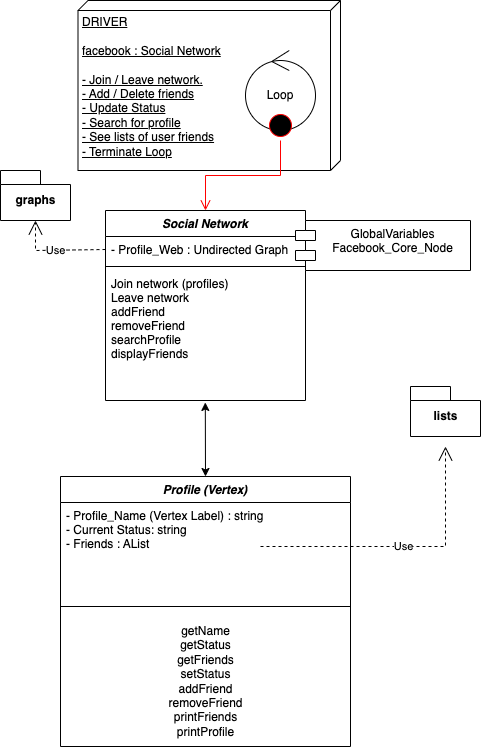 DRIVER
facebook : Social Network
- Join / Leave network.
- Add / Delete friends
- Update Status
- Search for profile
- See lists of user friends
- Terminate Loop
Loop
graphs
Use
Social Network
- Profile_Web : Undirected Graph
GlobalVariables
Facebook_Core_Node
Join network (profiles)
Leave network
addFriend
removeFriend
searchProfile
displayFriends
lists
Use
Profile (Vertex)
- Profile_Name (Vertex Label) : string
- Current Status: string
- Friends : AList
getName
getStatus
getFriends
setStatus
addFriend
removeFriend
printFriends
printProfile